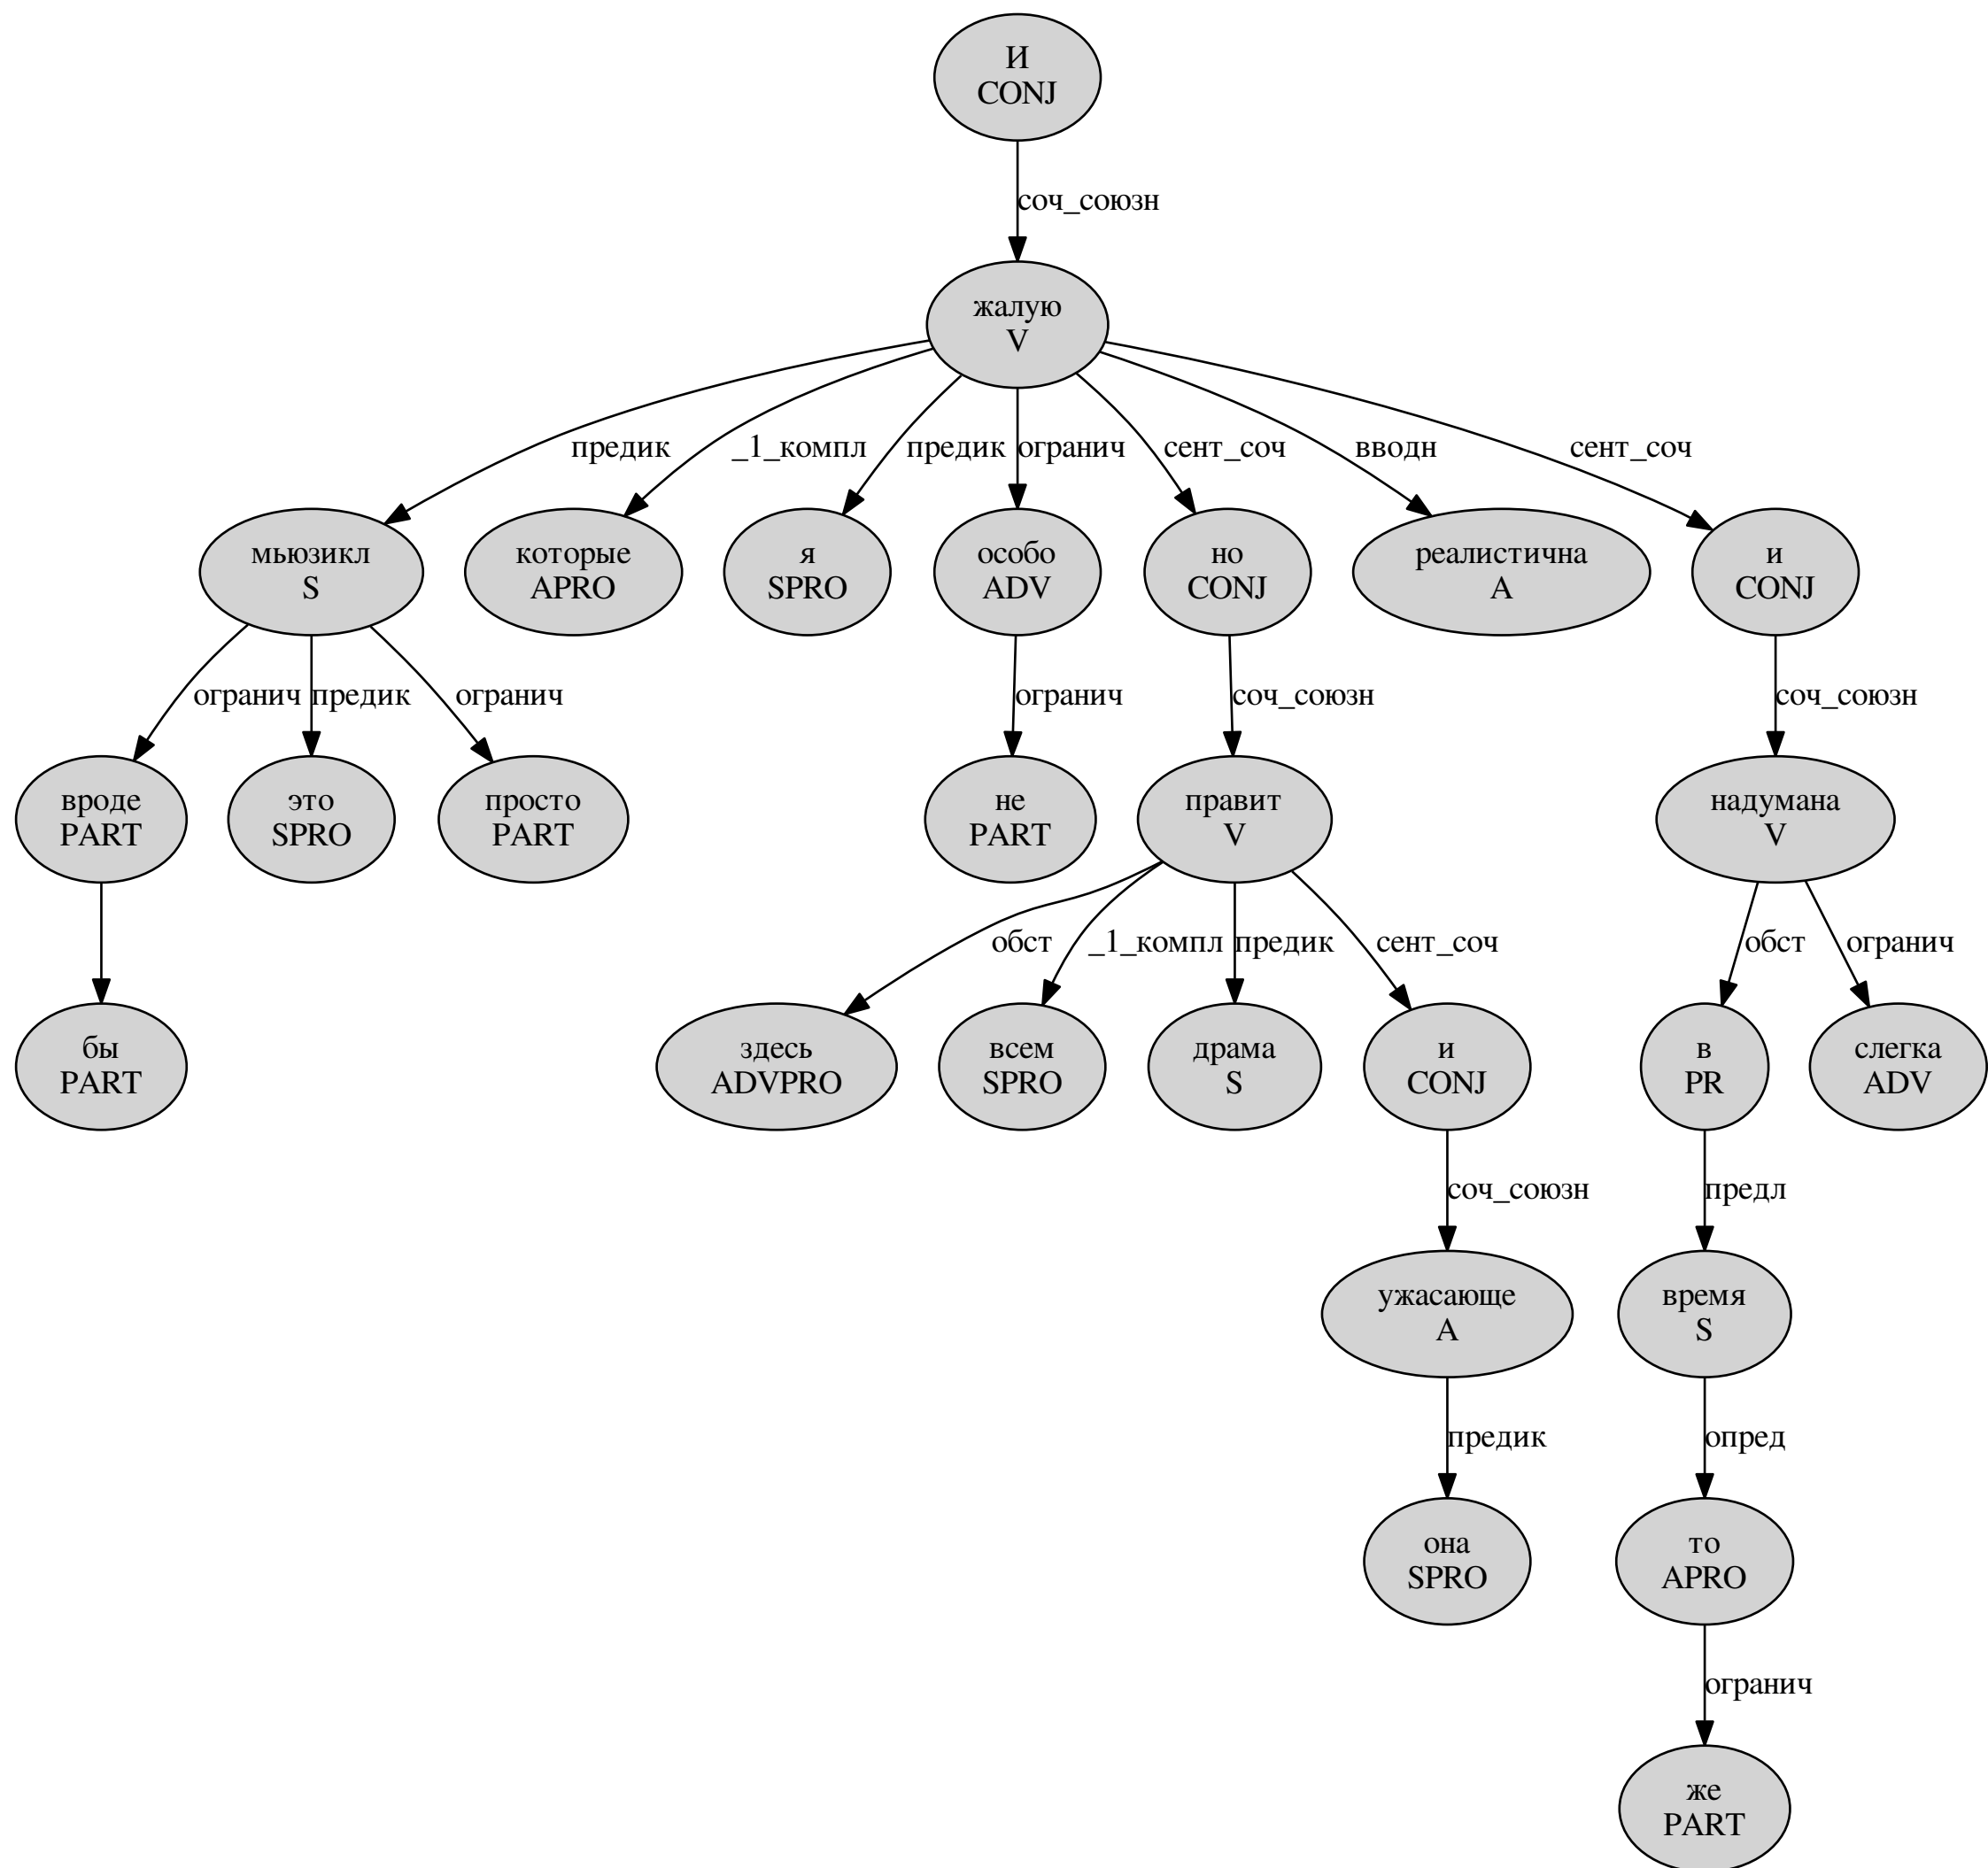 И
CONJ
соч_союзн
жалую
V
предик
_1_компл
предик
огранич
сент_соч
вводн
сент_соч
мьюзикл
S
которые
APRO
я
SPRO
особо
ADV
но
CONJ
реалистична
A
и
CONJ
огранич
предик
огранич
огранич
соч_союзн
соч_союзн
вроде
PART
это
SPRO
просто
PART
не
PART
правит
V
надумана
V
обст
_1_компл
предик
сент_соч
обст
огранич
бы
PART
здесь
ADVPRO
всем
SPRO
драма
S
и
CONJ
в
PR
слегка
ADV
соч_союзн
предл
ужасающе
A
время
S
предик
опред
она
SPRO
то
APRO
огранич
же
PART